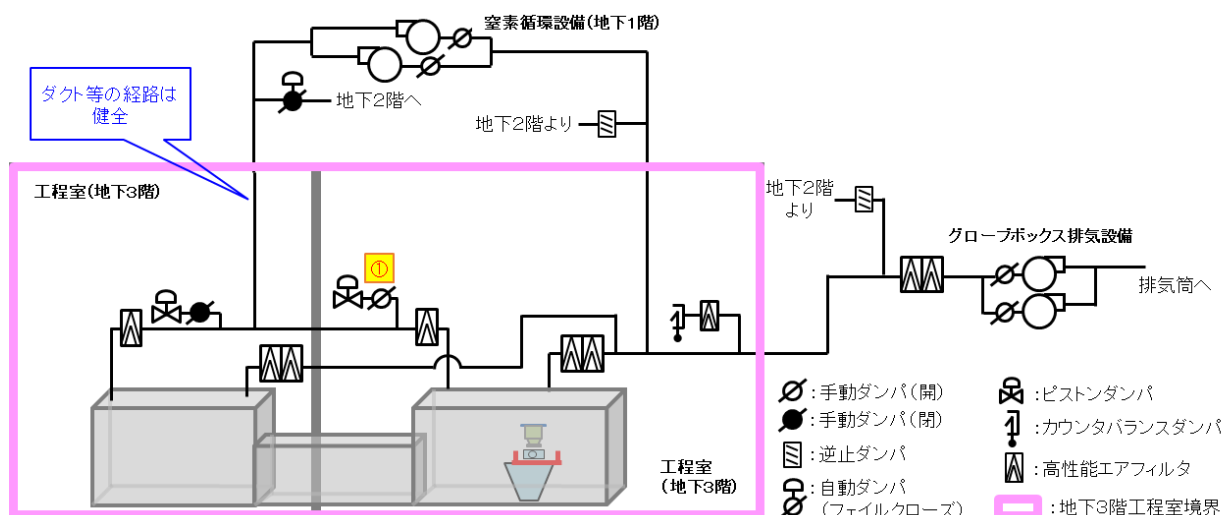 窒素循環設備(地下1階)
ダクト等の経路は
健全
地下2階へ
地下2階より
工程室(地下3階)
地下2階
より
グローブボックス排気設備
①
排気筒へ
工程室
(地下3階)
:手動ダンパ(開)
:手動ダンパ(閉)
:逆止ダンパ
:自動ダンパ
(フェイルクローズ)
:ピストンダンパ
:カウンタバランスダンパ
:高性能エアフィルタ
:地下3階工程室境界